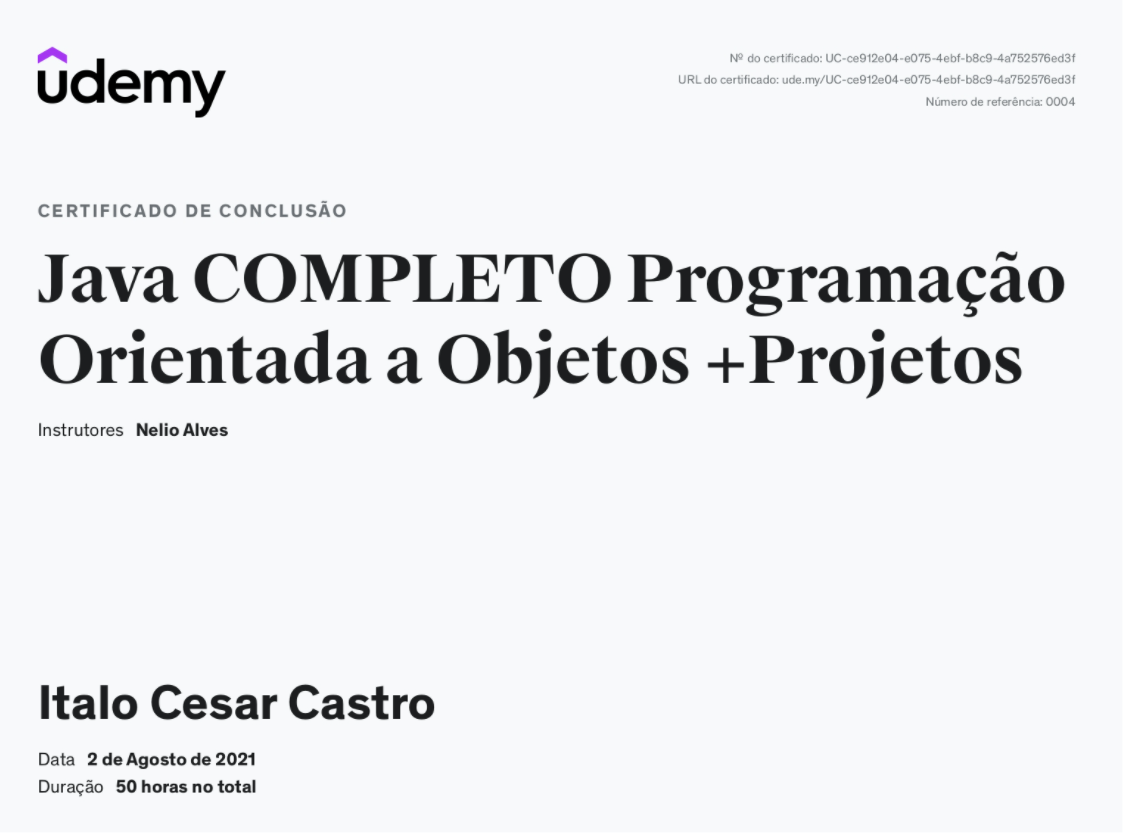 udemy
Nº do certificado: UC-ce912e04-e075-4ebf-b8c9-4a752576ed3f
URL do certificado: ude.my/UC-ce912e04-e075-4ebf-b8c9-4a752576ed3f
Número de referência: 0004
CERTIFICADO DE CONCLUSÃO
Java COMPLETO Programação
Orientada a Objetos +Projetos
Instrutores Nelio Alves
Italo Cesar Castro
Data 2 de Agosto de 2021
Duração 50 horas no total